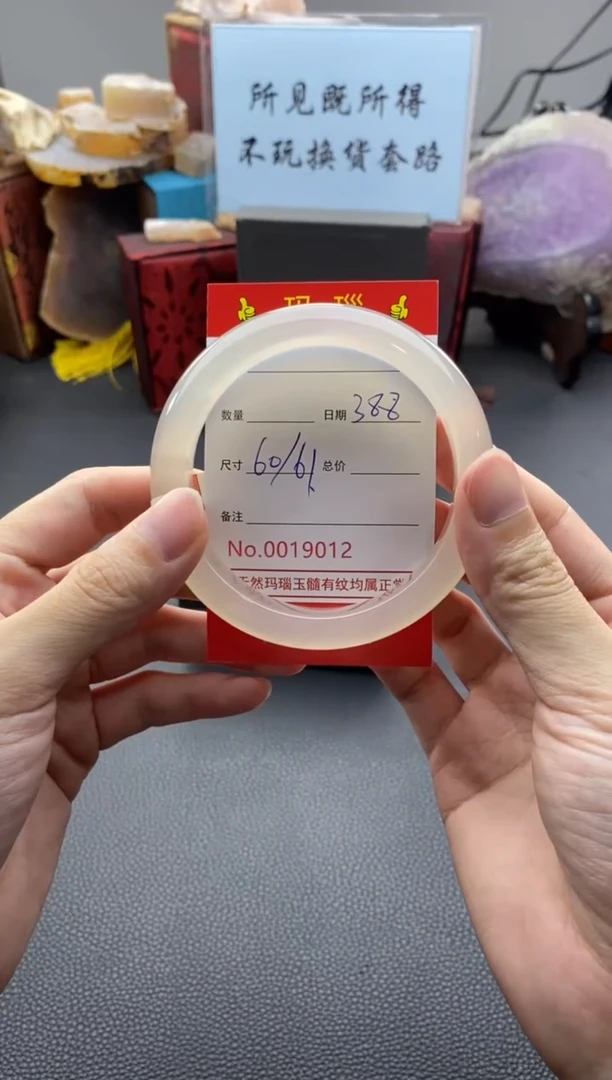 所见既所得
不玩换货套路
玛瑙
数量 日期 388
尺寸 60/61 总价
备注
No.0019012
天然玛瑙玉髓有纹均属正常